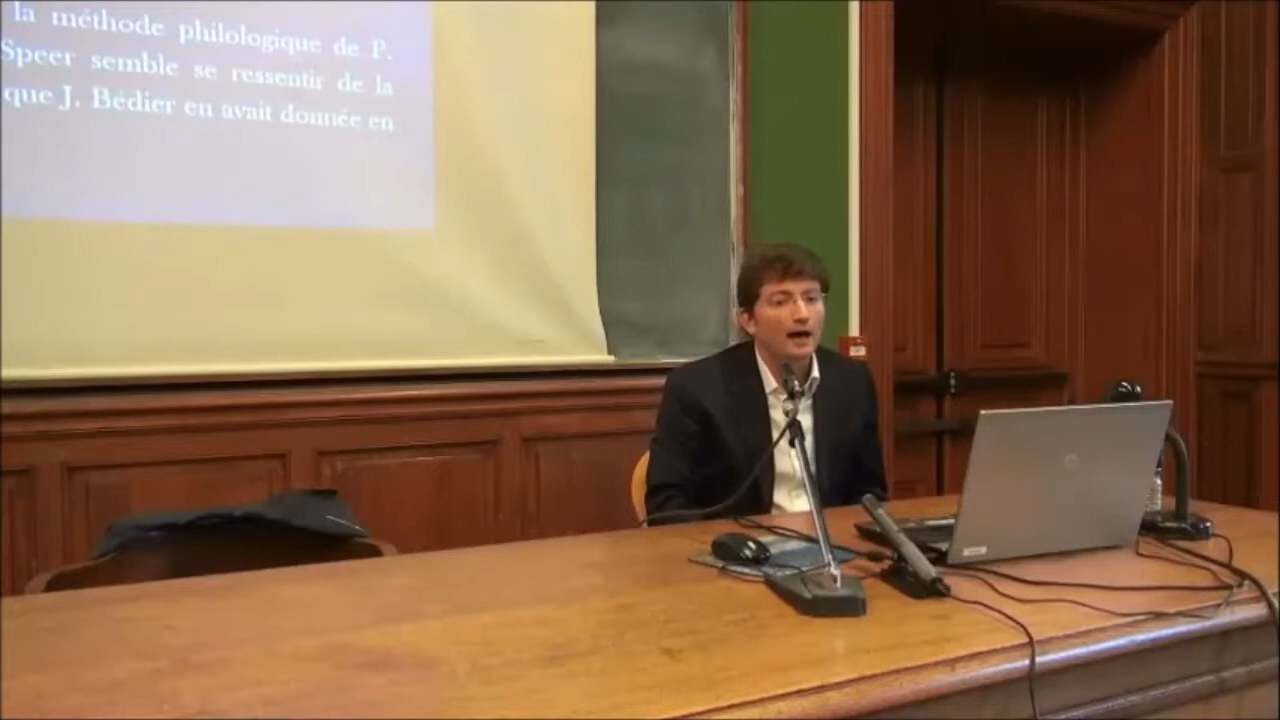 la méthode philologique de P.
Speer semble se ressentir de la
que J. Bédier en avait donnée en